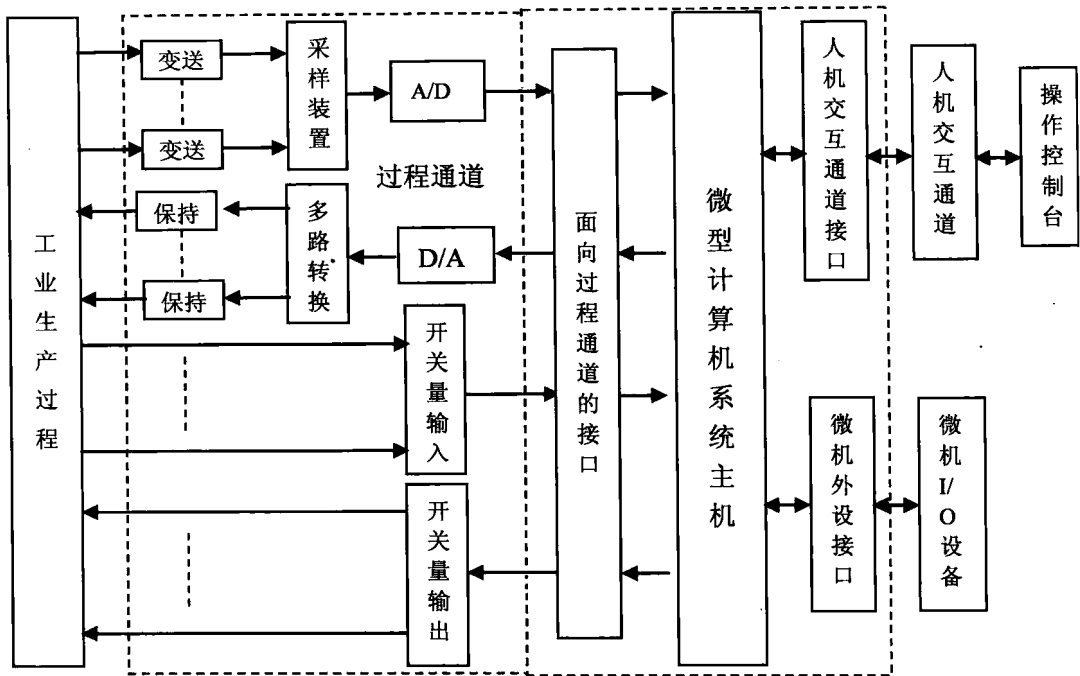 工业生产过程
变送
变送
采样装置
A/D
过程通道
保持
保持
多路转换
D/A
开关量输入
开关量输出
面向过程通道的接口
微型计算机系统主机
人机交互通道接口
人机交互通道
操作控制台
微机外设接口
微机I/O设备